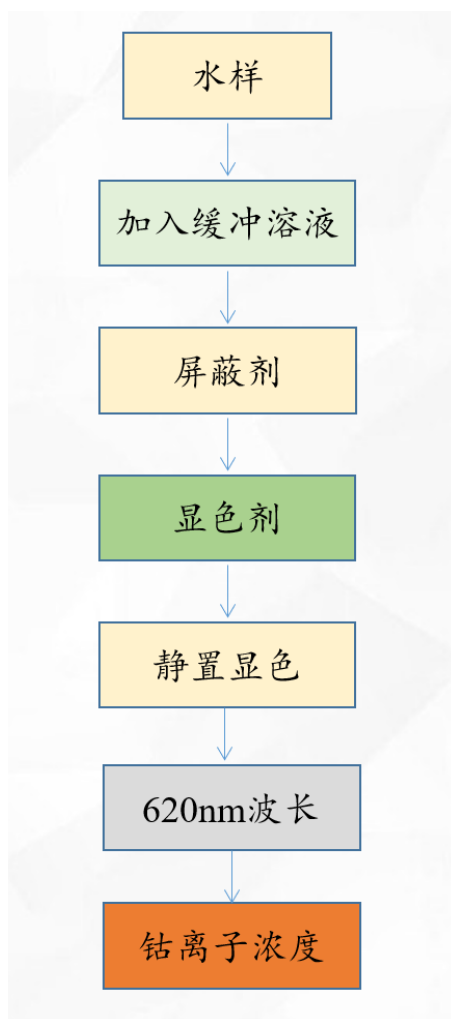 水样
加入缓冲溶液
屏蔽剂
显色剂
静置显色
620nm波长
钴离子浓度